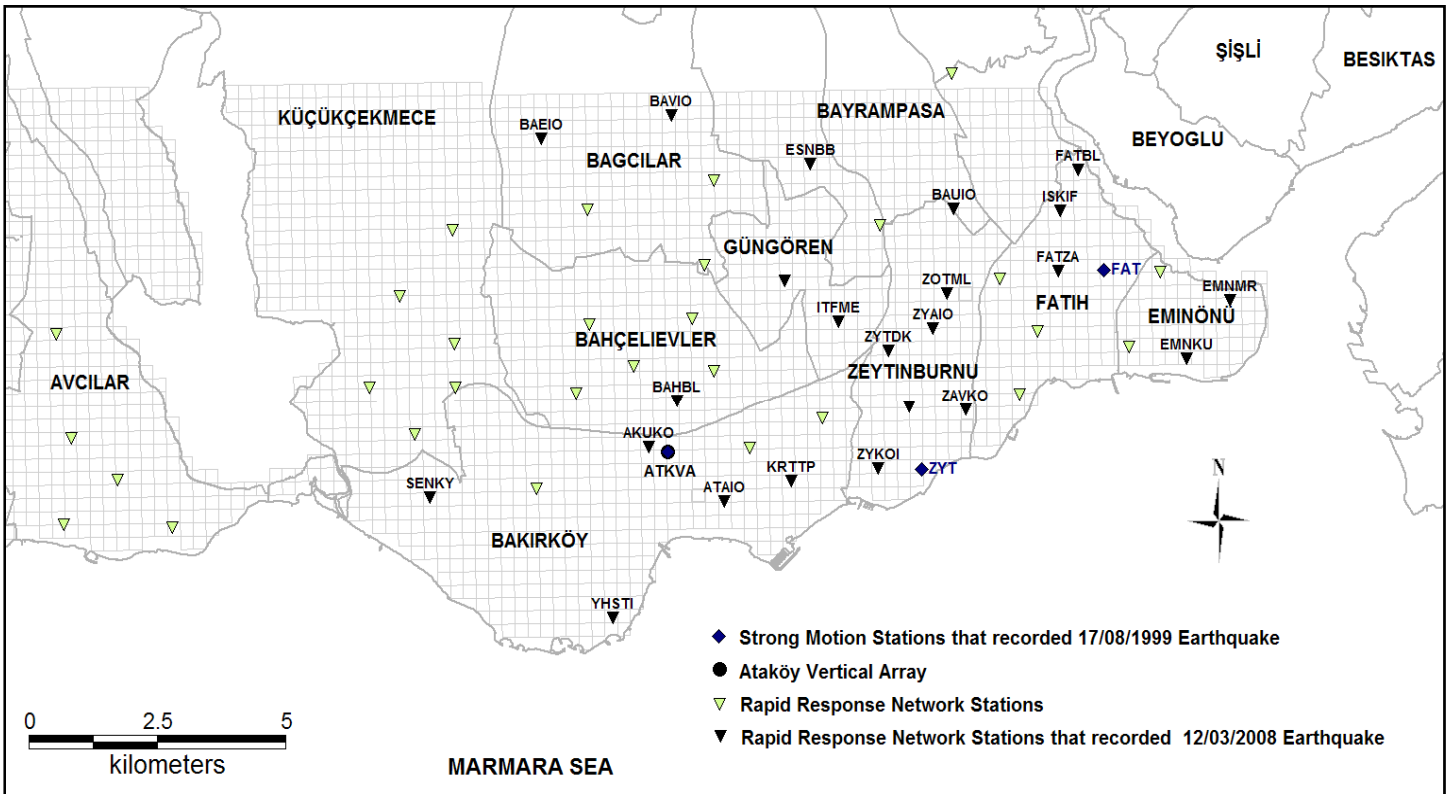 ŞİŞLİ
BESIKTAS
BAVIO
KÜÇÜKÇEKMECE
BAYRAMPASA
BAEIO
BEYOGLU
ESNBB
FATBL
BAGCILAR
BAUIO
ISKIF
GÜNGÖREN
FATZA
FAT
ZOTML
EMNMR
ITFME
FATIH
ZYAIO
EMINÖNÜ
BAHÇELIEVLER
ZYTDK
EMNKU
ZEYTINBURNU
AVCILAR
BAHBL
ZAVKO
AKUKO
ATKVA
ZYKOI
ZYT
KRTTP
SENKY
ATAIO
N
BAKIRKÖY
YHSTI
Strong Motion Stations that recorded 17/08/1999 Earthquake
Ataköy Vertical Array
Rapid Response Network Stations
Rapid Response Network Stations that recorded 12/03/2008 Earthquake
0 2.5 5
kilometers
MARMARA SEA